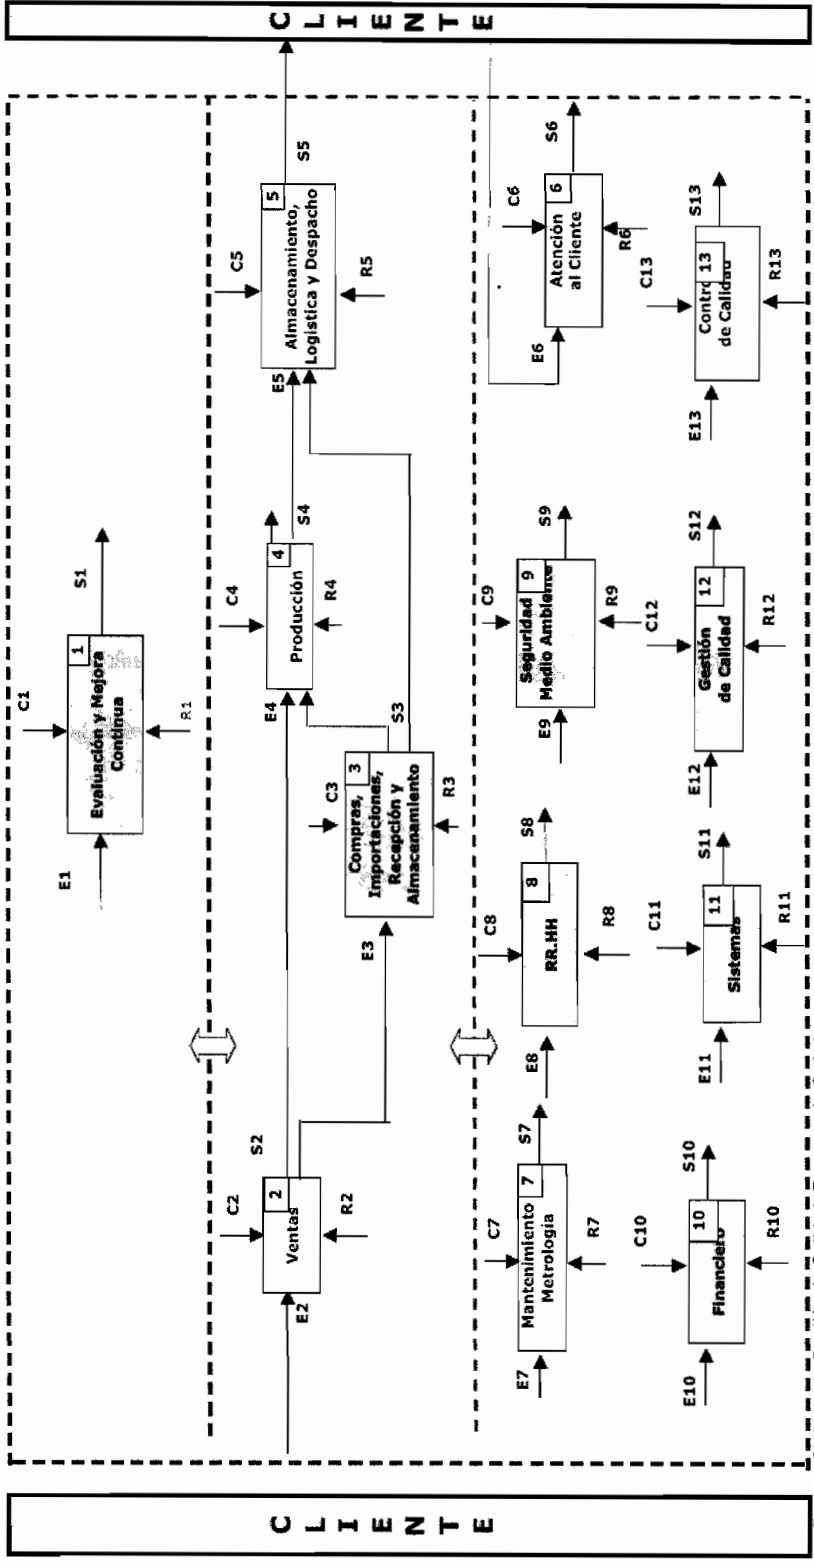 CLIENTE
C1
E1
1
Evaluación y Mejora
Continua
S1
R1
C2
E2
2
Ventas
S2
R2
C3
E3
3
Compras,
Importaciones,
Recepción y
Almacenamiento
S3
R3
C4
E4
4
Producción
S4
R4
C5
E5
5
Almacenamiento,
Logística y Despacho
S5
R5
C7
E7
7
Mantenimiento
Metrología
S7
R7
C8
E8
8
RR.HH
S8
R8
C9
E9
9
Seguridad
Medio Ambiente
S9
R9
C6
E6
6
Atención
al Cliente
S6
R6
C10
E10
10
Financiero
S10
R10
C11
E11
11
Sistemas
S11
R11
C12
E12
12
Gestión
de Calidad
S12
R12
C13
E13
13
Control
de Calidad
S13
R13
CLIENTE